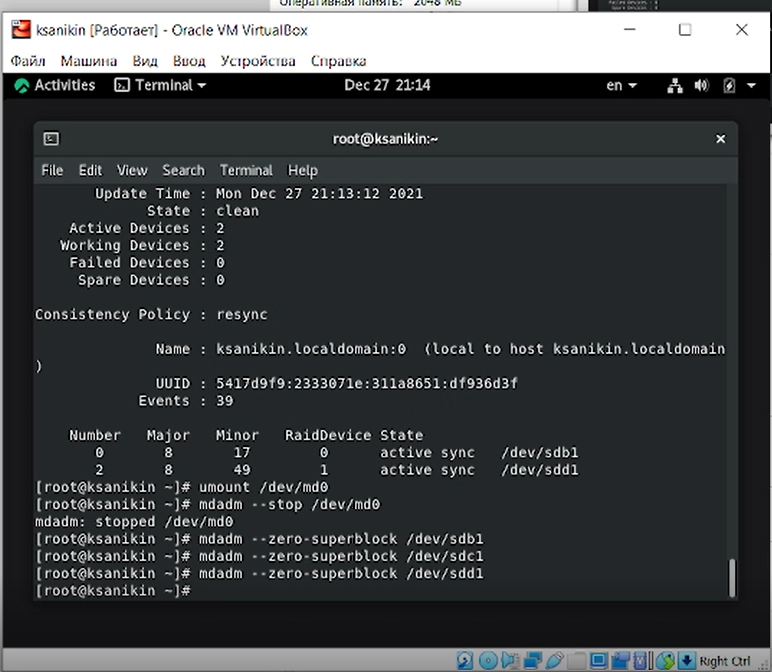 Оперативная память: 2048 МБ
ksanikin [Работает] - Oracle VM VirtualBox
Файл Машина Вид Ввод Устройства Справка
Activities Terminal Dec 27 21:14 en
root@ksanikin:~
File Edit View Search Terminal Help
Update Time : Mon Dec 27 21:13:12 2021
State : clean
Active Devices : 2
Working Devices : 2
Failed Devices : 0
Spare Devices : 0
Consistency Policy : resync
Name : ksanikin.localdomain:0 (local to host ksanikin.localdomain
)
UUID : 5417d9f9:2333071e:311a8651:df936d3f
Events : 39
Number Major Minor RaidDevice State
0 8 17 0 active sync /dev/sdb1
2 8 49 1 active sync /dev/sdd1
[root@ksanikin ~]# umount /dev/md0
[root@ksanikin ~]# mdadm --stop /dev/md0
mdadm: stopped /dev/md0
[root@ksanikin ~]# mdadm --zero-superblock /dev/sdb1
[root@ksanikin ~]# mdadm --zero-superblock /dev/sdc1
[root@ksanikin ~]# mdadm --zero-superblock /dev/sdd1
[root@ksanikin ~]#
Right Ctrl